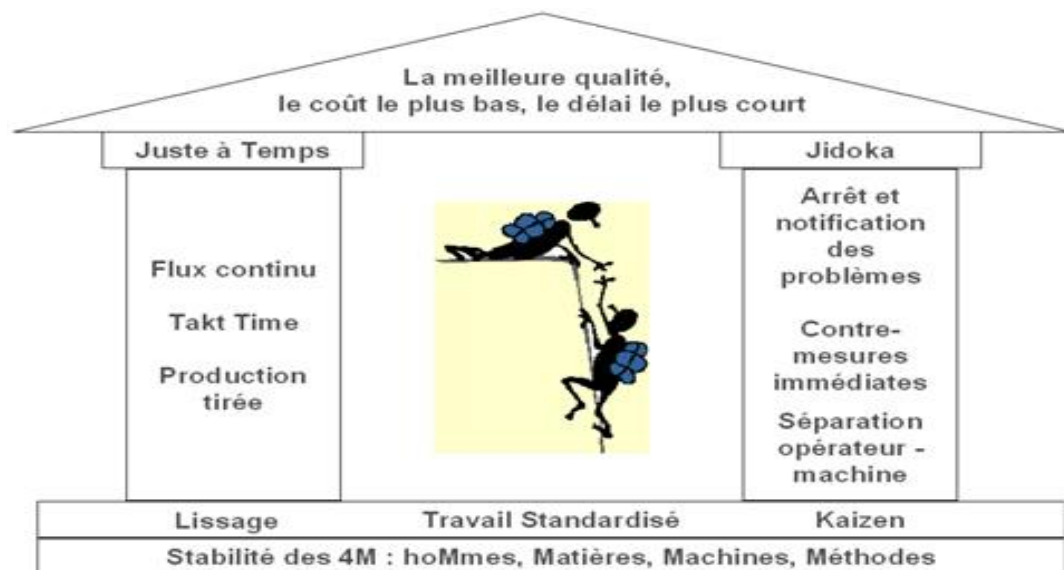 La meilleure qualité,
le coût le plus bas, le délai le plus court
Juste à Temps
Flux continu
Takt Time
Production
tirée
Jidoka
Arrêt et
notification
des
problèmes
Contre-
mesures
immédiates
Séparation
opérateur -
machine
Lissage
Travail Standardisé
Kaizen
Stabilité des 4M : hoMmes, Matières, Machines, Méthodes